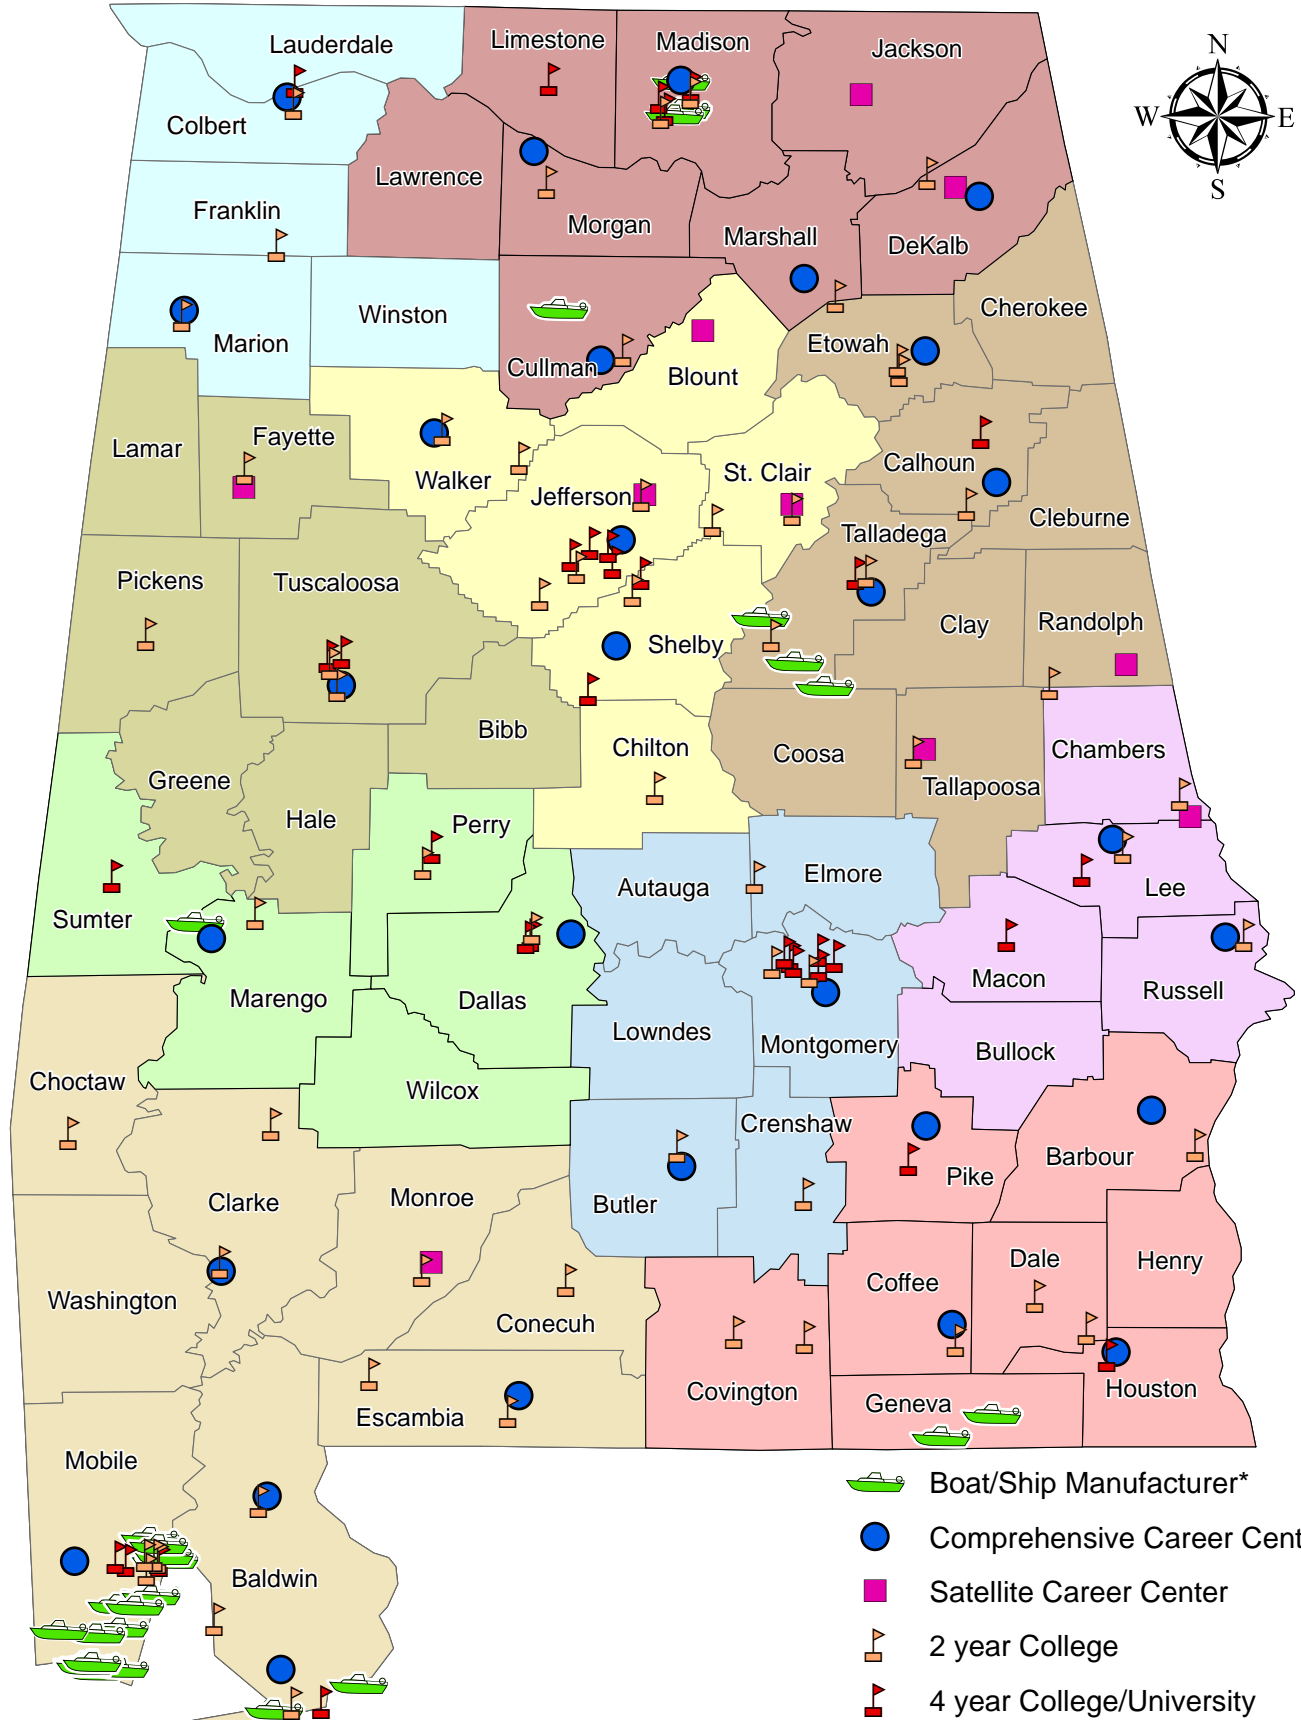 Lauderdale
Limestone
Madison
Jackson
N
W
E
S
Colbert
Lawrence
Franklin
Morgan
Marshall
DeKalb
Winston
Marion
Cullman
Blount
Etowah
Cherokee
Lamar
Fayette
Walker
Jefferson
St. Clair
Calhoun
Talladega
Cleburne
Pickens
Tuscaloosa
Shelby
Clay
Randolph
Bibb
Chilton
Coosa
Chambers
Greene
Tallapoosa
Hale
Perry
Autauga
Elmore
Lee
Sumter
Marengo
Dallas
Macon
Russell
Lowndes
Montgomery
Bullock
Choctaw
Wilcox
Crenshaw
Barbour
Pike
Clarke
Monroe
Butler
Dale
Henry
Coffee
Washington
Conecuh
Covington
Houston
Geneva
Escambia
Mobile
Baldwin
Boat/Ship Manufacturer*
Comprehensive Career Cent
Satellite Career Center
2 year College
4 year College/University